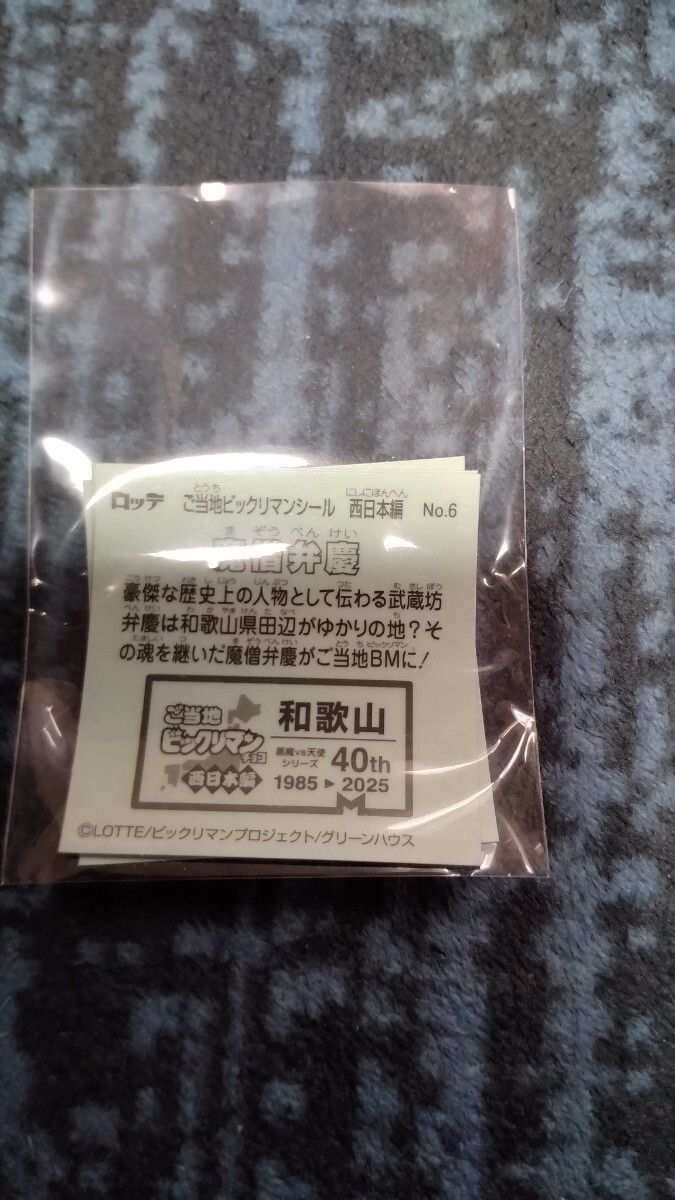 ロッテ ご当地ビックリマンシール 西日本編 No.6
魔僧弁慶
豪傑な歴史上の人物として伝わる武蔵坊
弁慶は和歌山県田辺がゆかりの地?そ
の魂を継いだ魔僧弁慶がご当地BMに!
ご当地
ビックリマン
チョコ
西日本編
和歌山
悪魔vs天使
シリーズ
40th
1985 ▶ 2025
©LOTTE/ビックリマンプロジェクト/グリーンハウス